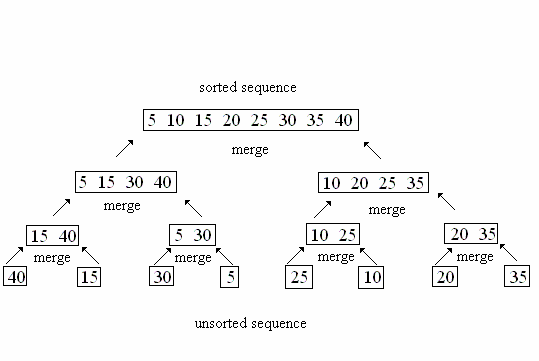 sorted sequence
5 10 15 20 25 30 35 40
merge
5 15 30 40
10 20 25 35
merge
merge
15 40
5 30
10 25
20 35
merge
merge
merge
merge
40
15
30
5
25
10
20
35
unsorted sequence